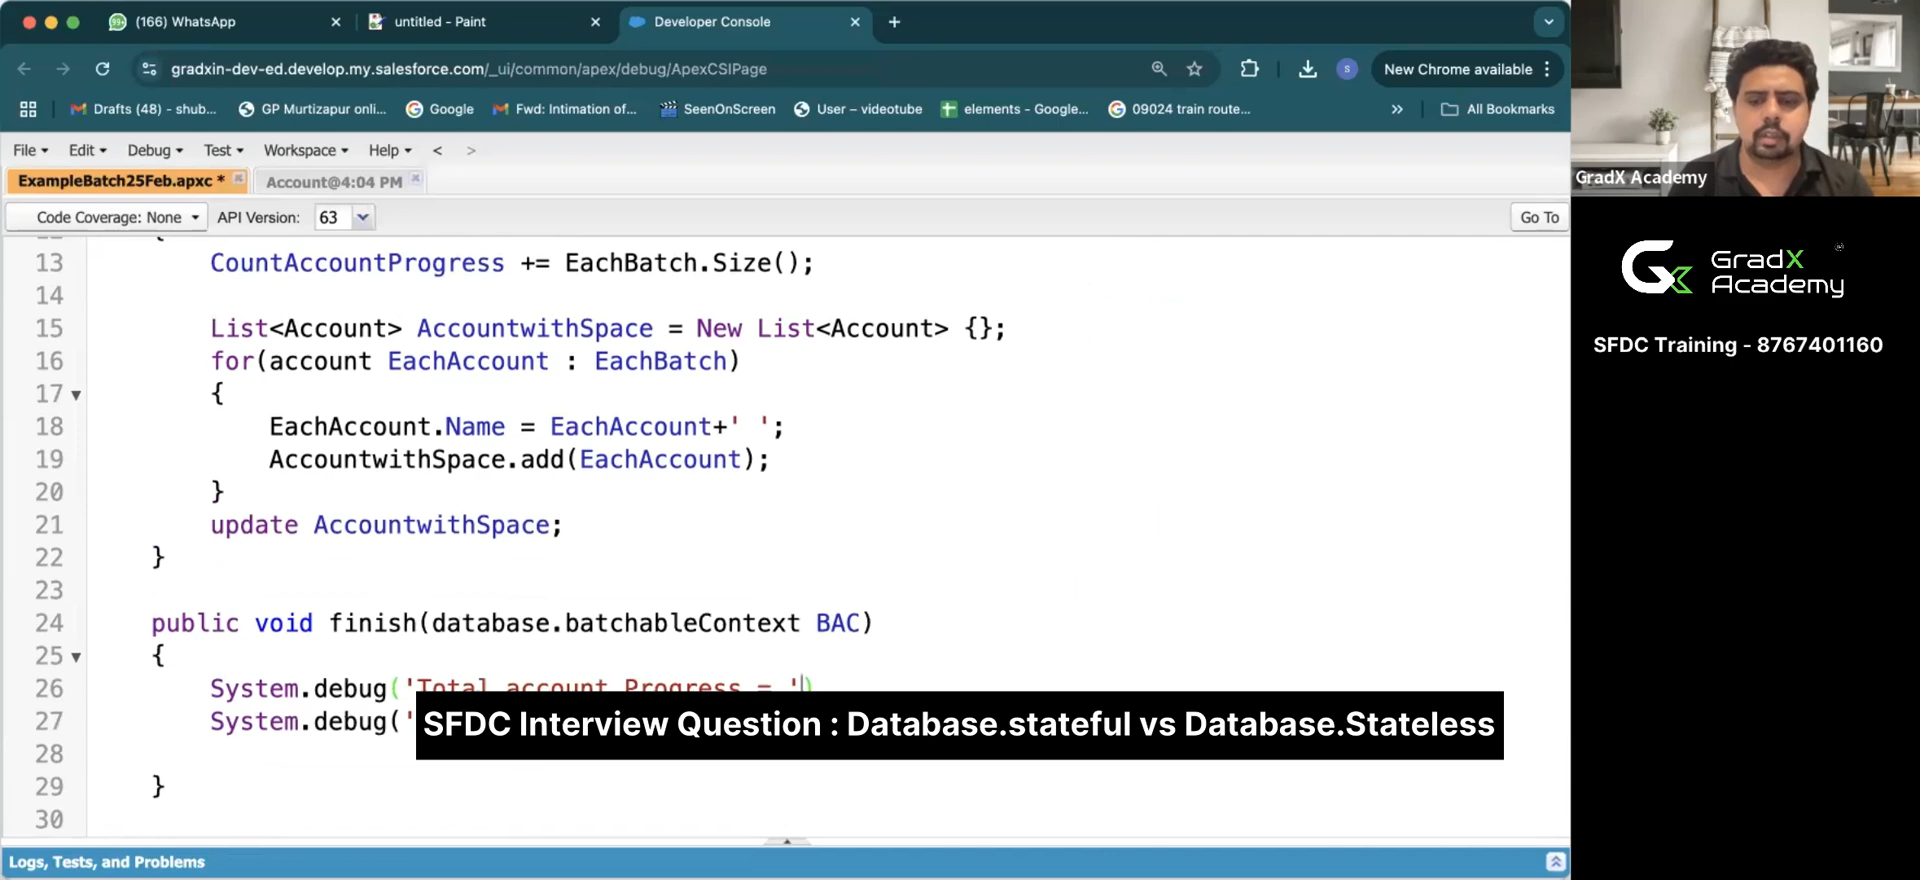 (166) WhatsApp
untitled - Paint
Developer Console
gradxin-dev-ed.develop.my.salesforce.com/_ui/common/apex/debug/ApexCSIPage
S
New Chrome available
Drafts (48) - shub...
GP Murtizapur onli...
Google
Fwd: Intimation of...
SeenOnScreen
User – videotube
elements - Google...
09024 train route...
All Bookmarks
File Edit Debug Test Workspace Help < >
ExampleBatch25Feb.apxc *
Account@4:04 PM
Code Coverage: None
API Version: 63
Go To
{
13 CountAccountProgress += EachBatch.Size();
14
15 List<Account> AccountwithSpace = New List<Account> {};
16 for(account EachAccount : EachBatch)
17 {
18 EachAccount.Name = EachAccount+' ';
19 AccountwithSpace.add(EachAccount);
20 }
21 update AccountwithSpace;
22 }
23
24 public void finish(database.batchableContext BAC)
25 {
26 System.debug('Total account Progress = ')
27 System.debug('
28
29 }
30
SFDC Interview Question : Database.stateful vs Database.Stateless
Logs, Tests, and Problems
GradX Academy
GradX
Academy
SFDC Training - 8767401160